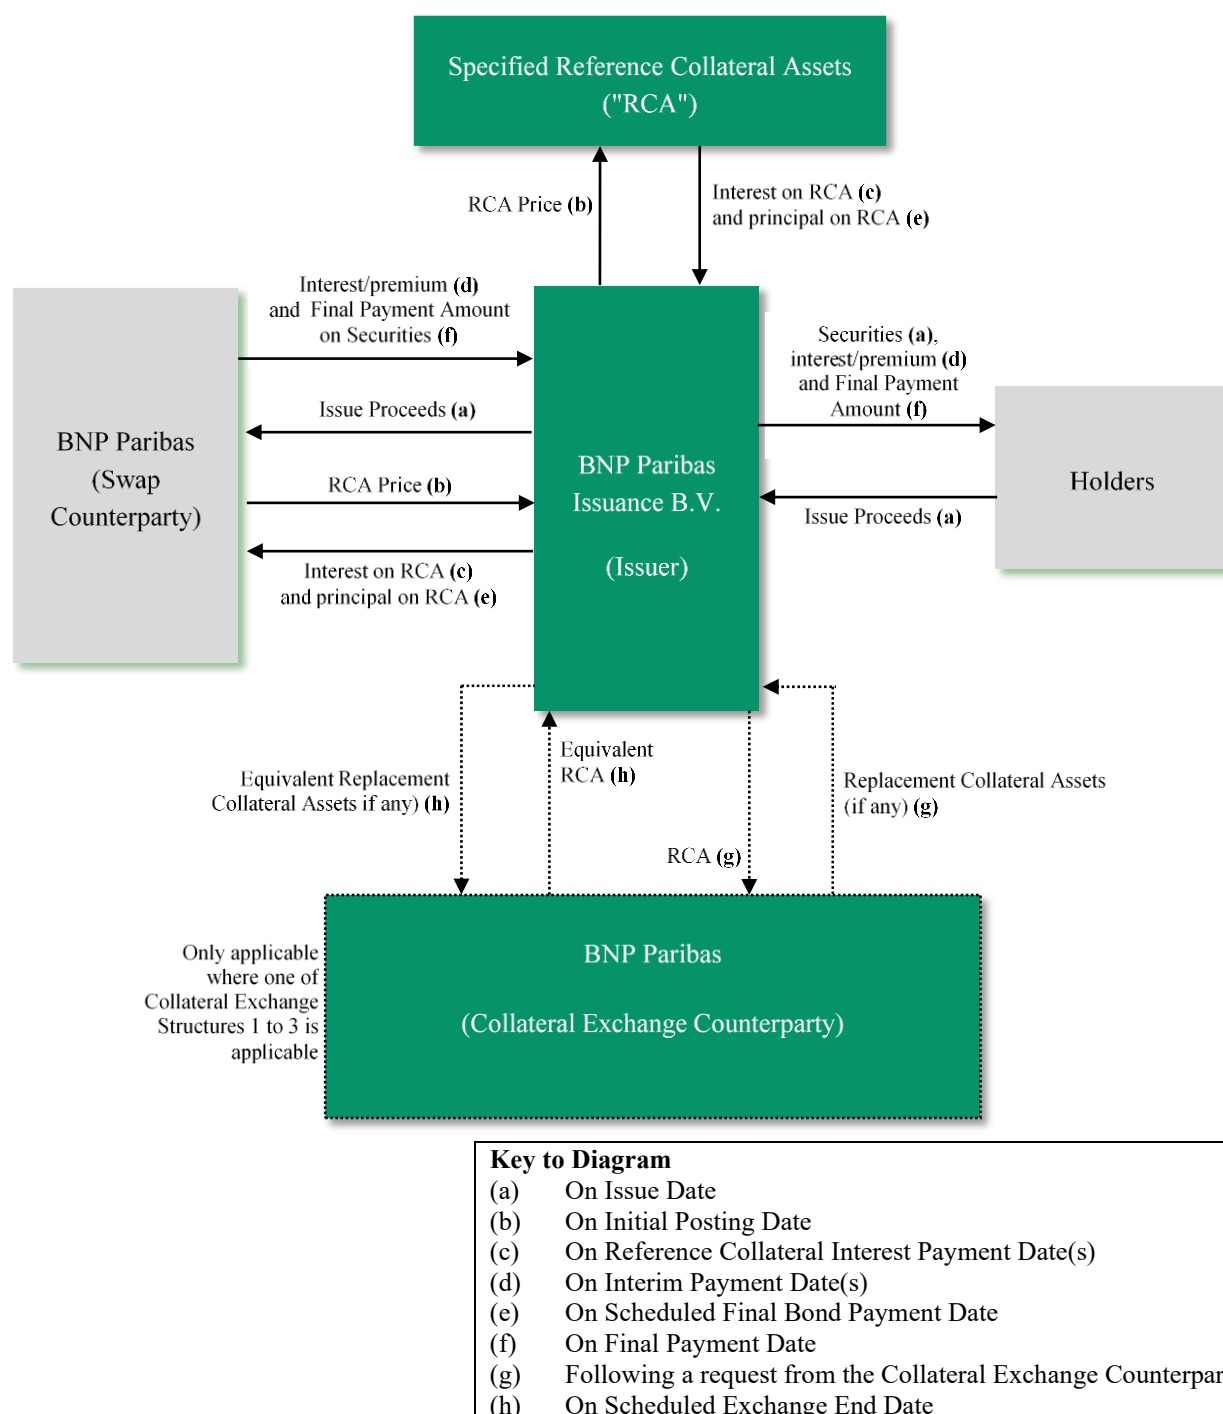 Specified Reference Collateral Assets
("RCA")
RCA Price (b)
Interest on RCA (c)
and principal on RCA (e)
Interest/premium (d)
and Final Payment Amount
on Securities (f)
Securities (a),
interest/premium (d)
and Final Payment
Amount (f)
Issue Proceeds (a)
BNP Paribas
(Swap
Counterparty)
RCA Price (b)
BNP Paribas
Issuance B.V.
(Issuer)
Holders
Issue Proceeds (a)
Interest on RCA (c)
and principal on RCA (e)
Equivalent Replacement
Collateral Assets if any) (h)
Equivalent
RCA (h)
Replacement Collateral Assets
(if any) (g)
RCA (g)
Only applicable
where one of
Collateral Exchange
Structures 1 to 3 is
applicable
BNP Paribas
(Collateral Exchange Counterparty)
Key to Diagram
(a) On Issue Date
(b) On Initial Posting Date
(c) On Reference Collateral Interest Payment Date(s)
(d) On Interim Payment Date(s)
(e) On Scheduled Final Bond Payment Date
(f) On Final Payment Date
(g) Following a request from the Collateral Exchange Counterpar
(h) On Scheduled Exchange End Date